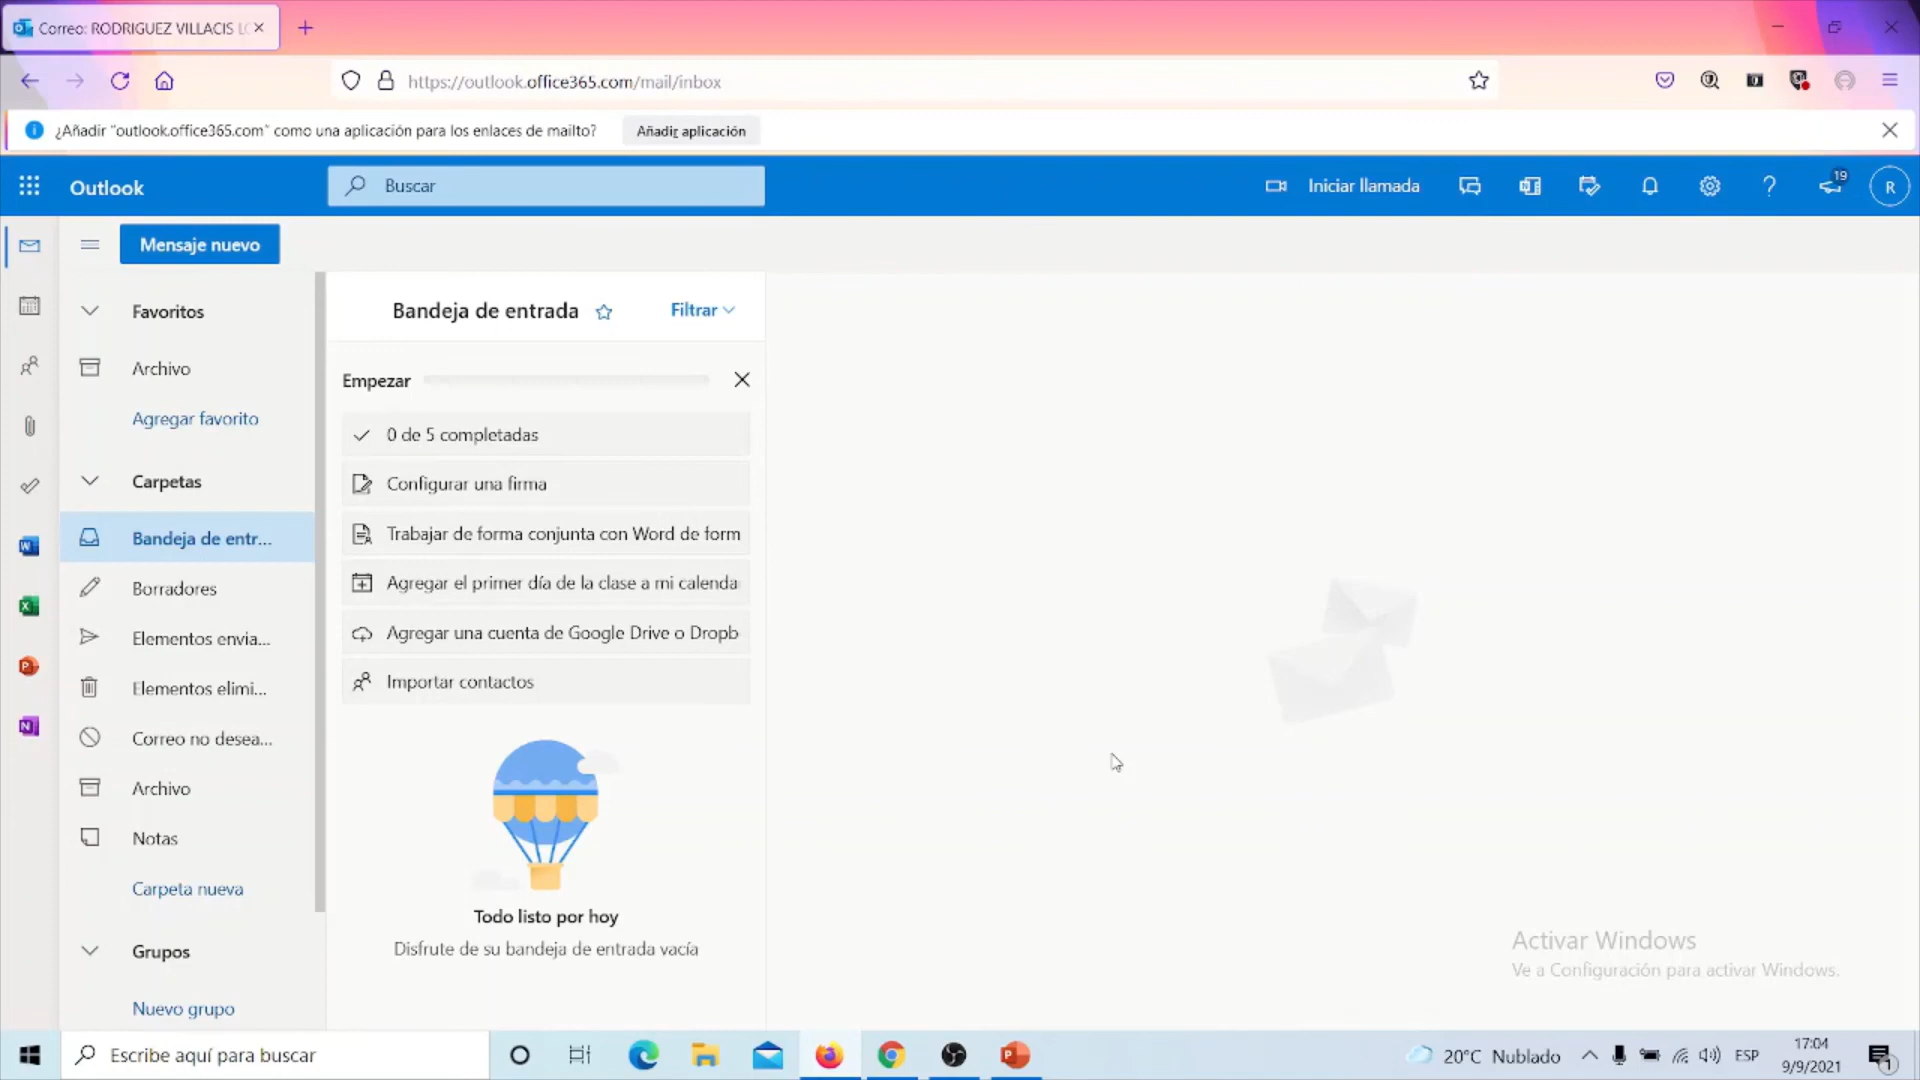 Correo: RODRIGUEZ VILLACIS LO
https://outlook.office365.com/mail/inbox
¿Añadir "outlook.office365.com" como una aplicación para los enlaces de mailto?
Añadir aplicación
Outlook
Buscar
Iniciar llamada
19
R
Mensaje nuevo
Favoritos
Archivo
Agregar favorito
Carpetas
Bandeja de entr...
Borradores
Elementos envia...
Elementos elimi...
Correo no desea...
Archivo
Notas
Carpeta nueva
Grupos
Nuevo grupo
Bandeja de entrada
Filtrar
Empezar
0 de 5 completadas
Configurar una firma
Trabajar de forma conjunta con Word de form
Agregar el primer día de la clase a mi calenda
Agregar una cuenta de Google Drive o Dropb
Importar contactos
Todo listo por hoy
Disfrute de su bandeja de entrada vacía
Activar Windows
Ve a Configuración para activar Windows.
Escribe aquí para buscar
20°C Nublado
ESP
17:04
9/9/2021
1